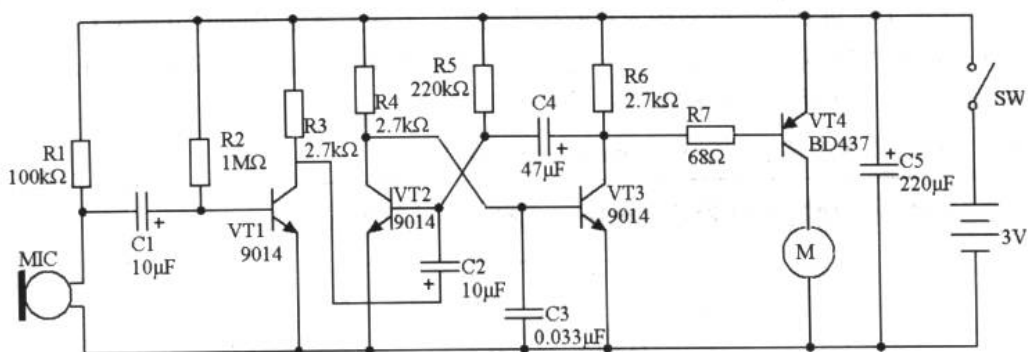 R1
100kΩ
MIC
C1
10μF
R2
1MΩ
VT1
9014
R3
2.7kΩ
R4
2.7kΩ
VT2
9014
R5
220kΩ
C2
10μF
C4
47μF
C3
0.033μF
R6
2.7kΩ
VT3
9014
R7
68Ω
VT4
BD437
M
C5
220μF
SW
3V